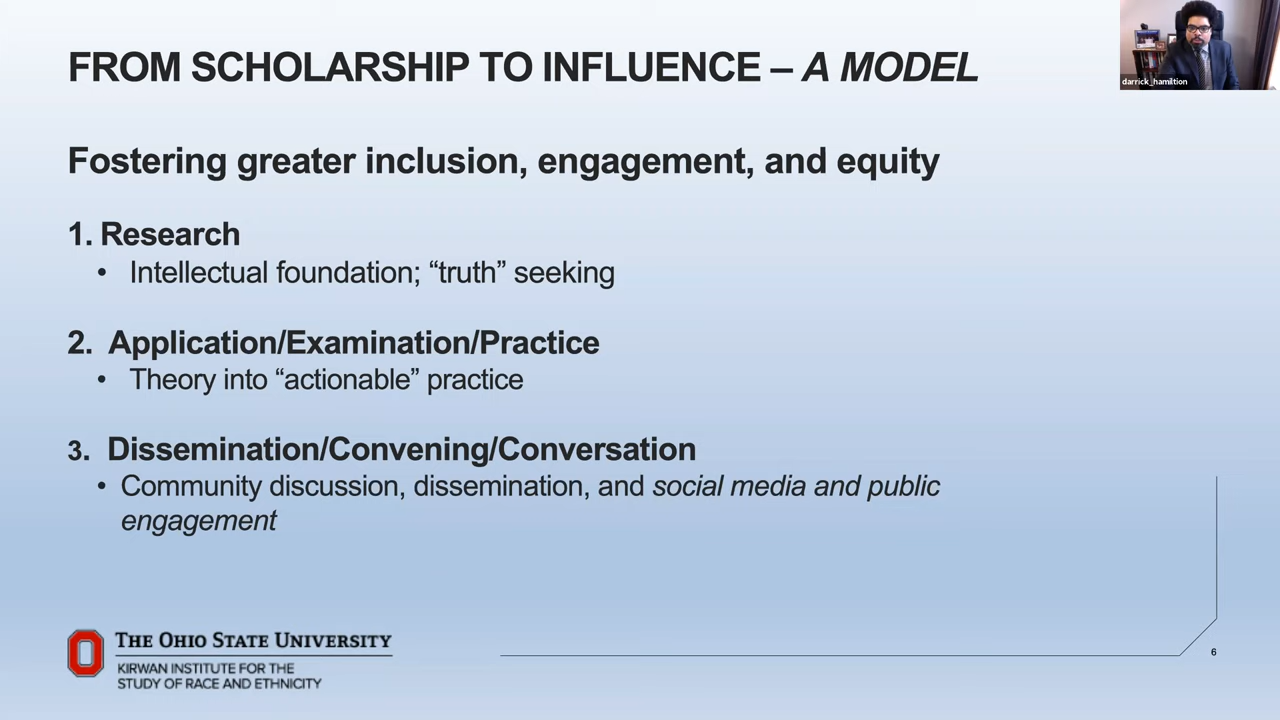 FROM SCHOLARSHIP TO INFLUENCE – A MODEL
darrick_hamiltion
Fostering greater inclusion, engagement, and equity
1. Research
• Intellectual foundation; “truth” seeking
2. Application/Examination/Practice
• Theory into “actionable” practice
3. Dissemination/Convening/Conversation
• Community discussion, dissemination, and social media and public
engagement
THE OHIO STATE UNIVERSITY
KIRWAN INSTITUTE FOR THE
STUDY OF RACE AND ETHNICITY
6